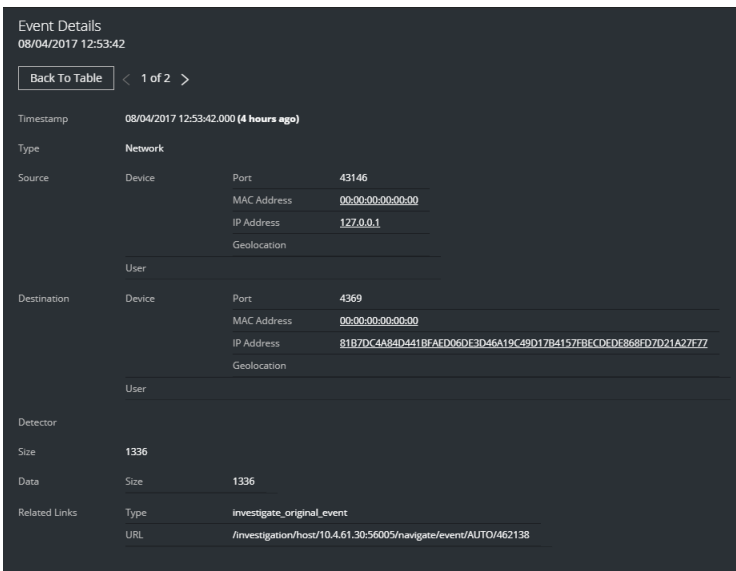 Event Details
08/04/2017 12:53:42
Back To Table < 1 of 2 >
Timestamp 08/04/2017 12:53:42.000 (4 hours ago)
Type Network
Source Device Port 43146
MAC Address 00:00:00:00:00:00
IP Address 127.0.0.1
Geolocation
User
Destination Device Port 4369
MAC Address 00:00:00:00:00:00
IP Address 81B7DC4A84D441BFAED06DE3D46A19C49D17B4157FBECDEDE868FD7D21A27F77
Geolocation
User
Detector
Size 1336
Data Size 1336
Related Links Type investigate_original_event
URL /investigation/host/10.4.61.30:56005/navigate/event/AUTO/462138